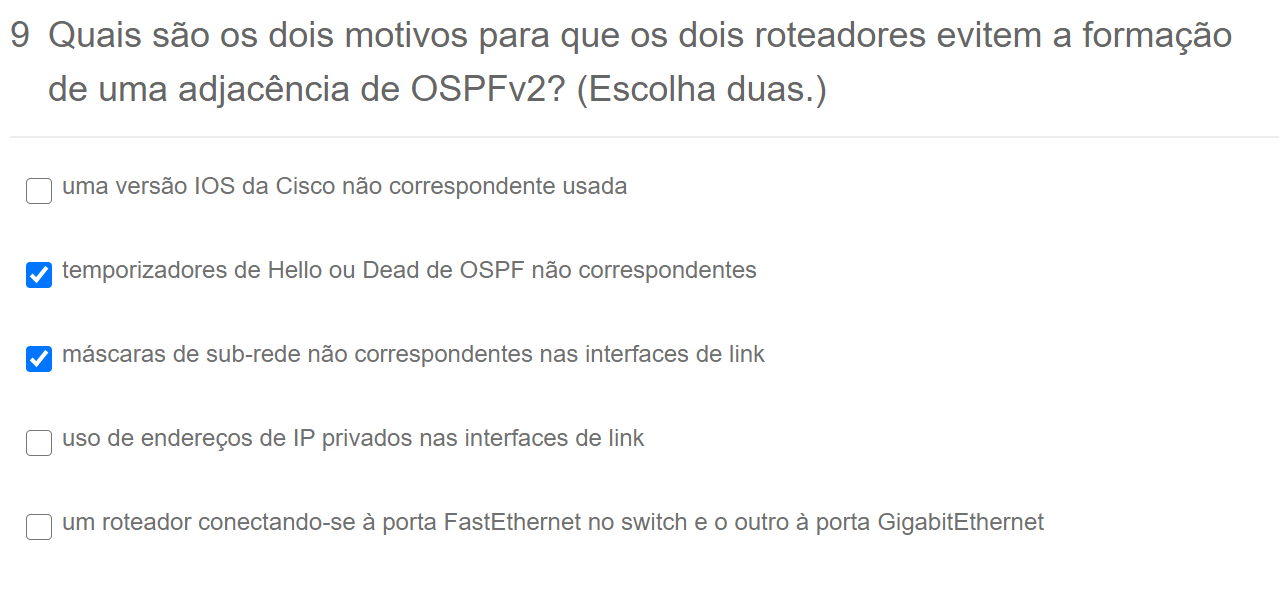 9 Quais são os dois motivos para que os dois roteadores evitem a formação
de uma adjacência de OSPFv2? (Escolha duas.)
uma versão IOS da Cisco não correspondente usada
temporizadores de Hello ou Dead de OSPF não correspondentes
máscaras de sub-rede não correspondentes nas interfaces de link
uso de endereços de IP privados nas interfaces de link
um roteador conectando-se à porta FastEthernet no switch e o outro à porta GigabitEthernet